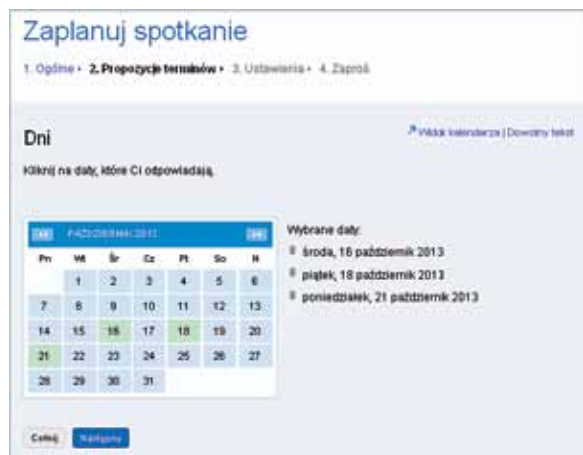 Zaplanuj spotkanie
1. Ogólne • 2. Propozycje terminów • 3. Ustawienia • 4. Zaproś
Dni
Widok kalendarza | Dowolny tekst
Kliknij na daty, które Ci odpowiadają.
PAŹDZIERNIK 2013
Pn Wt Śr Cz Pt So N
1 2 3 4 5 6
7 8 9 10 11 12 13
14 15 16 17 18 19 20
21 22 23 24 25 26 27
28 29 30 31
Wybrane daty:
środa, 16 październik 2013
piątek, 18 październik 2013
poniedziałek, 21 październik 2013
Cofnij Następny